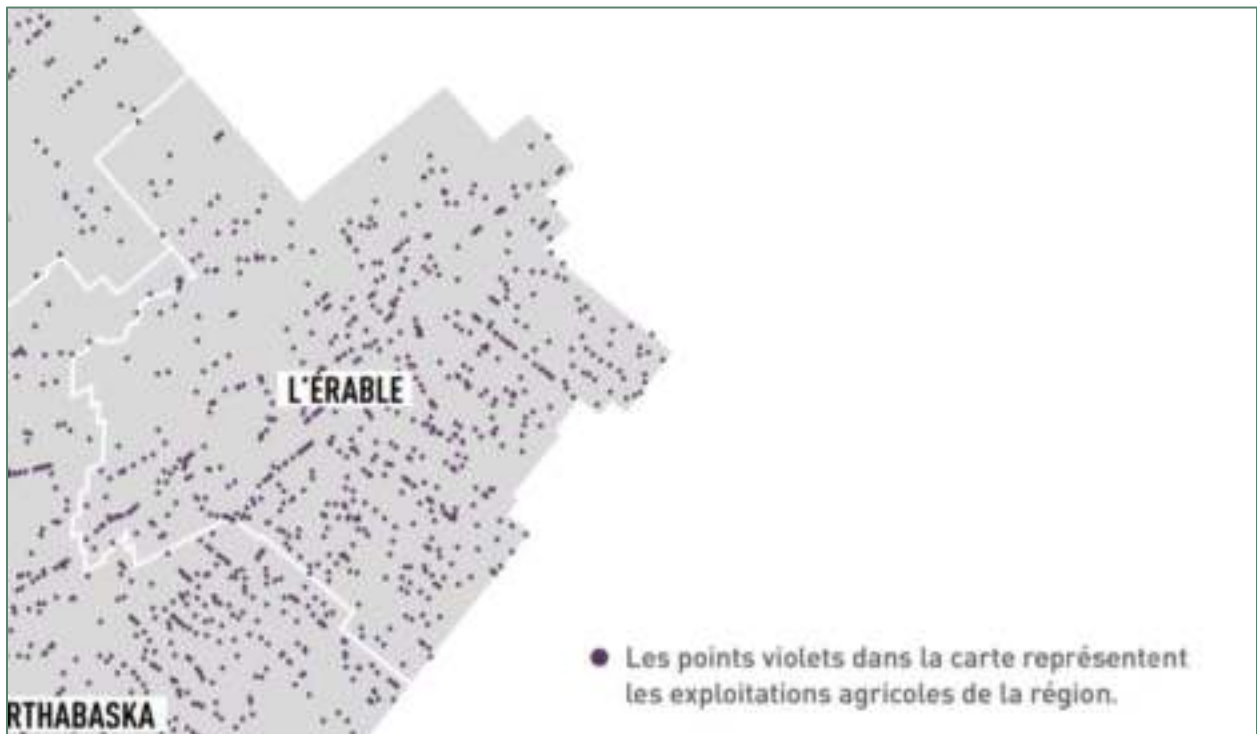 L'ÉRABLE
Les points violets dans la carte représentent
les exploitations agricoles de la région.
RTHABASKA